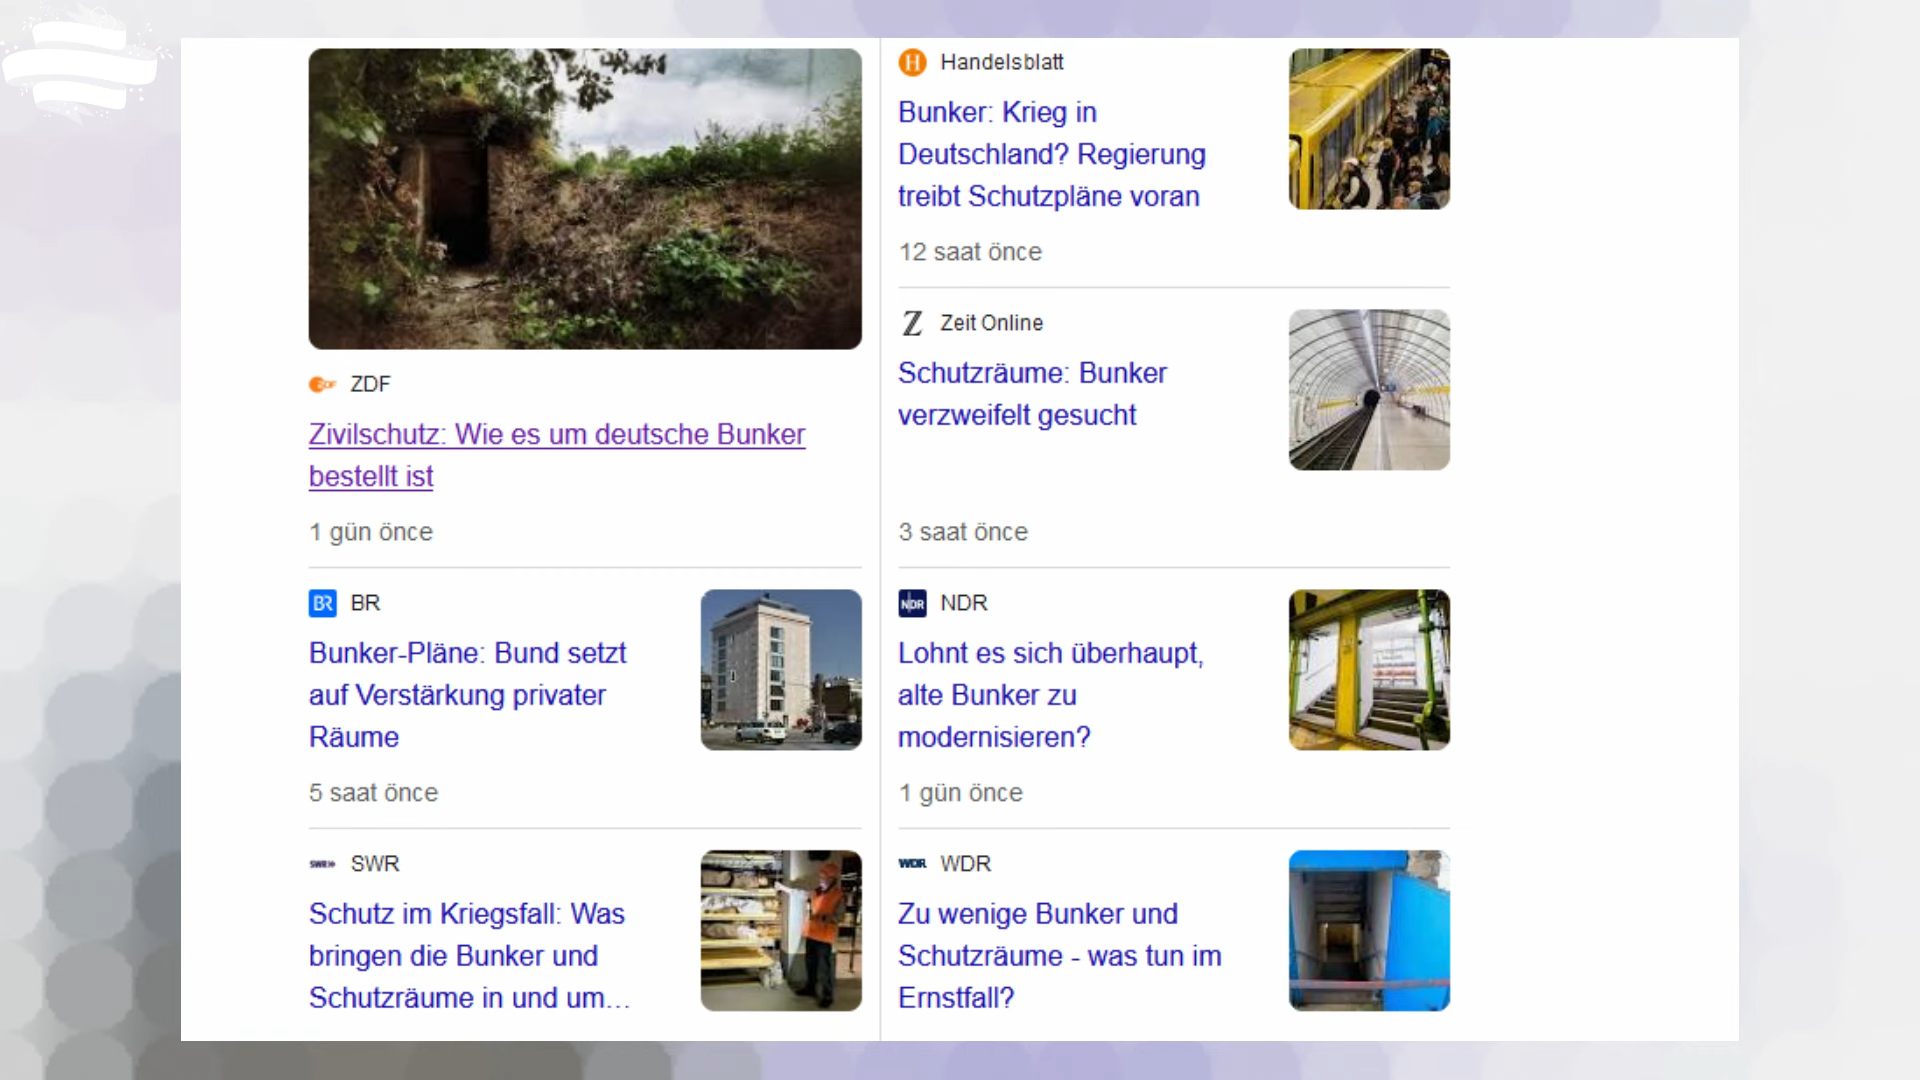 ZDF
Zivilschutz: Wie es um deutsche Bunker
bestellt ist
1 gün önce
BR BR
Bunker-Pläne: Bund setzt
auf Verstärkung privater
Räume
5 saat önce
SWR SWR
Schutz im Kriegsfall: Was
bringen die Bunker und
Schutzräume in und um...
H Handelsblatt
Bunker: Krieg in
Deutschland? Regierung
treibt Schutzpläne voran
12 saat önce
Z Zeit Online
Schutzräume: Bunker
verzweifelt gesucht
3 saat önce
NDR NDR
Lohnt es sich überhaupt,
alte Bunker zu
modernisieren?
1 gün önce
WDR WDR
Zu wenige Bunker und
Schutzräume - was tun im
Ernstfall?